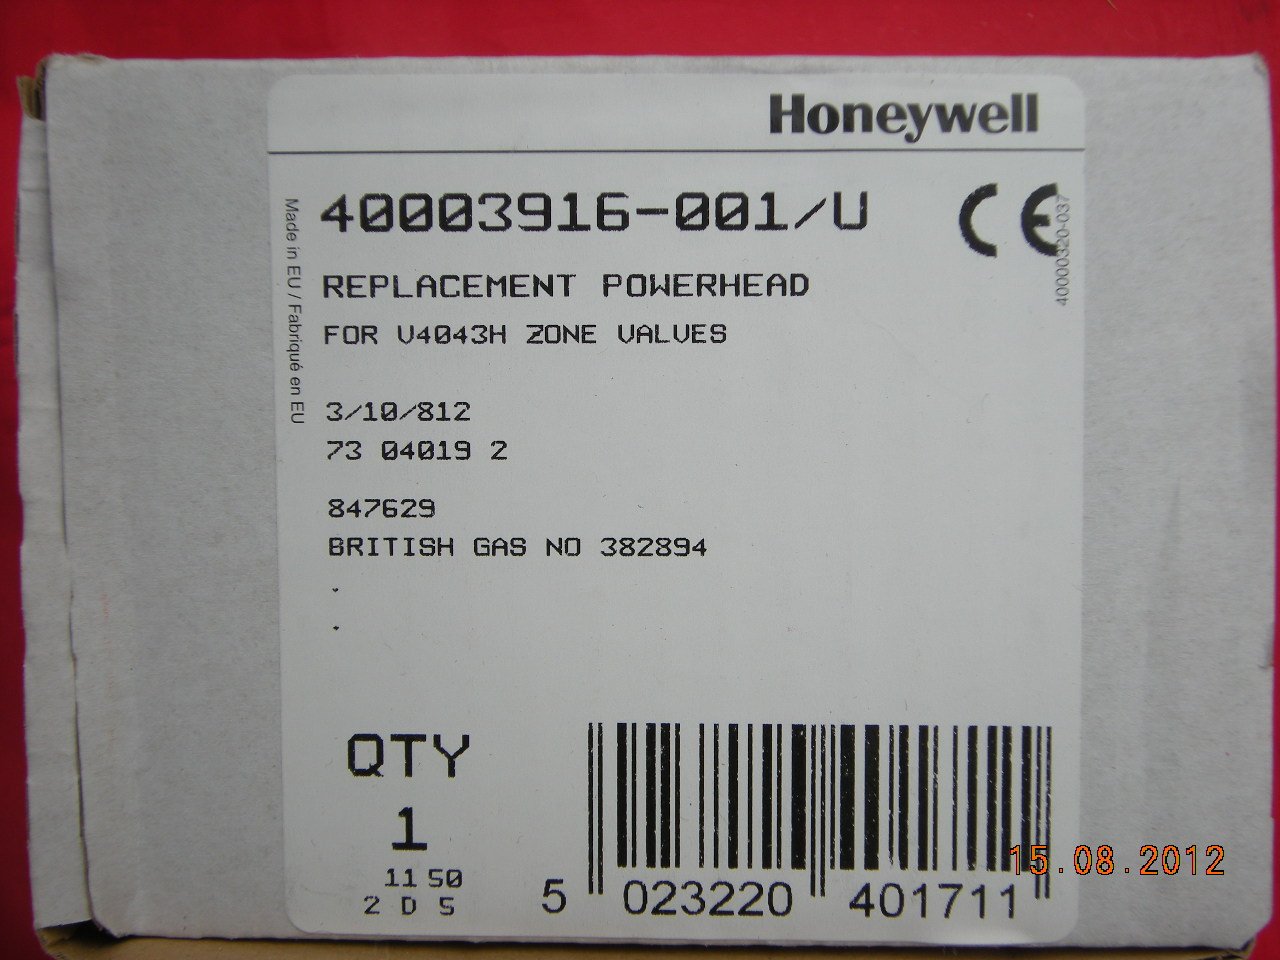 Honeywell
40003916-001/U
CE
40000320-037
Made in EU / Fabriqué en EU
REPLACEMENT POWERHEAD
FOR V4043H ZONE VALVES
3/10/812
73 04019 2
847629
BRITISH GAS NO 382894
.
.
QTY
1
11 50
2 D 5
5 023220 401711
15.08.2012